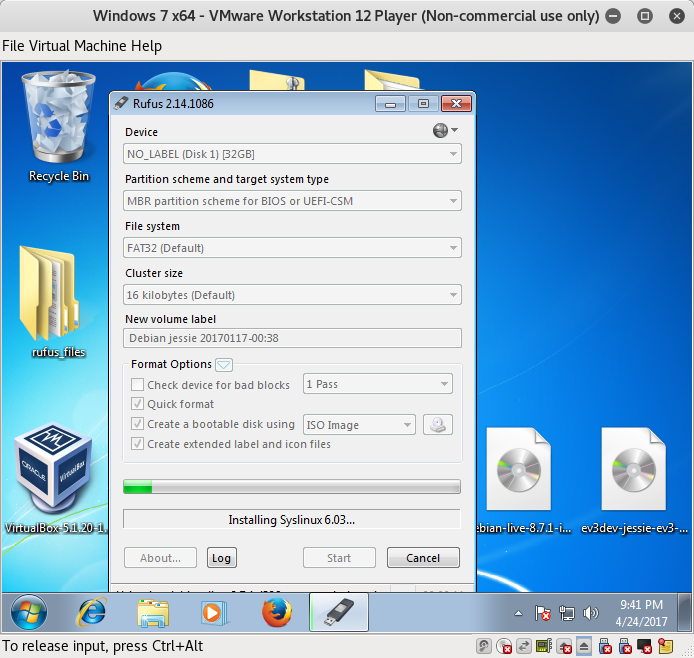 Windows 7 x64 - VMware Workstation 12 Player (Non-commercial use only)
File Virtual Machine Help
Recycle Bin
rufus_files
ORACLE
VirtualBox
VirtualBox-5.1.20-1...
Rufus 2.14.1086
Device
NO_LABEL (Disk 1) [32GB]
Partition scheme and target system type
MBR partition scheme for BIOS or UEFI-CSM
File system
FAT32 (Default)
Cluster size
16 kilobytes (Default)
New volume label
Debian jessie 20170117-00:38
Format Options
Check device for bad blocks
1 Pass
Quick format
Create a bootable disk using
ISO Image
Create extended label and icon files
Installing Syslinux 6.03...
About...
Log
Start
Cancel
ebian-live-8.7.1-i...
ev3dev-jessie-ev3-...
9:41 PM
4/24/2017
To release input, press Ctrl+Alt